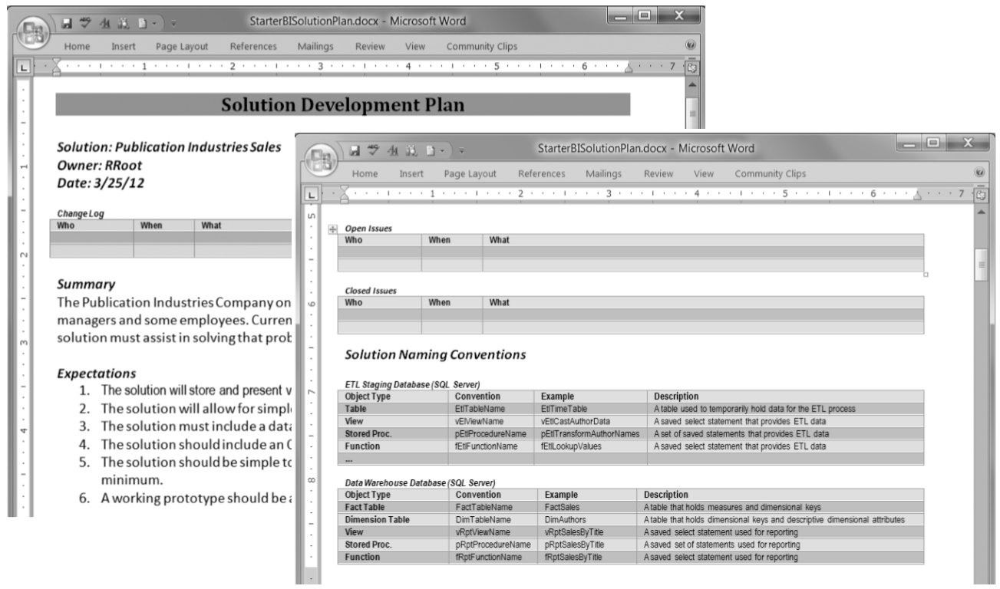 StarterBISolutionPlan.docx - Microsoft Word
Home Insert Page Layout References Mailings Review View Community Clips
L 1 2 3 4 5 6 7
Solution Development Plan
Solution: Publication Industries Sales
Owner: RRoot
Date: 3/25/12
Change Log
Who When What
Summary
The Publication Industries Company on
managers and some employees. Curren
solution must assist in solving that prob
Expectations
1. The solution will store and present v
2. The solution will allow for simpl
3. The solution must include a data
4. The solution should include an O
5. The solution should be simple to
minimum.
6. A working prototype should be a
1
2
3
4
StarterBISolutionPlan.docx - Microsoft Word
Home Insert Page Layout References Mailings Review View Community Clips
L 1 2 3 4 5 6 7
Open Issues
Who When What
Closed Issues
Who When What
Solution Naming Conventions
ETL Staging Database (SQL Server)
Object Type Convention Example Description
Table EtlTableName EtlTimeTable A table used to temporarily hold data for the ETL process
View vElViewName vEtlCastAuthorData A saved select statement that provides ETL data
Stored Proc. pEtlProcedureName pEtlTransformAuthorNames A set of saved statements that provides ETL data
Function fEtlFunctionName fEtlLookupValues A saved select statement that provides ETL data
...
Data Warehouse Database (SQL Server)
Object Type Convention Example Description
Fact Table FactTableName FactSales A table that holds measures and dimensional keys
Dimension Table DimTableName DimAuthors A table that holds dimensional keys and descriptive dimensional attributes
View vRptViewName vRptSalesByTitle A saved select statement used for reporting
Stored Proc. pRptProcedureName pRptSalesByTitle A saved set of statements used for reporting
Function fRptFunctionName fRptSalesByTitle A saved select statement used for reporting
5
6
7
8